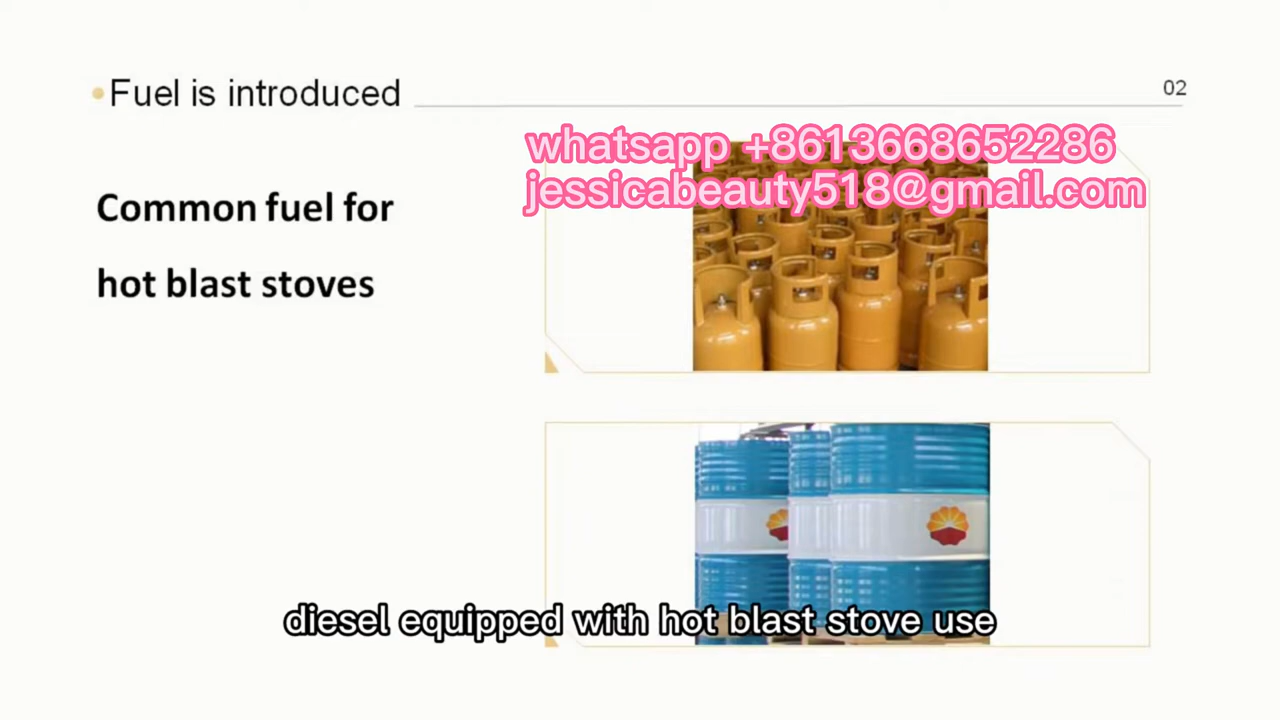 Fuel is introduced
02
whatsapp +8613668652286
jessicabeauty518@gmail.com
Common fuel for
hot blast stoves
diesel equipped with hot blast stove use